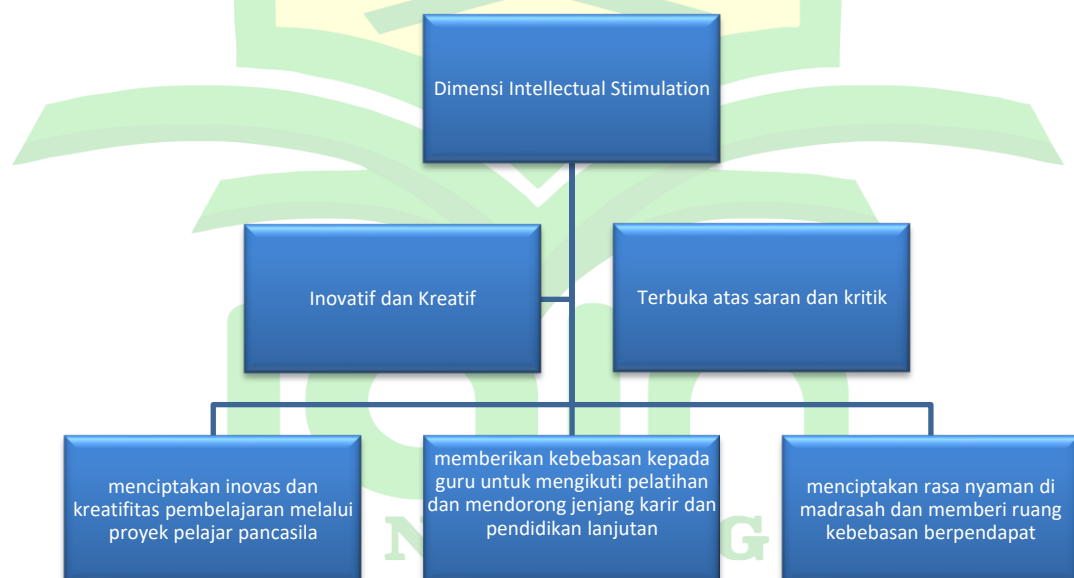 Dimensi Intellectual Stimulation
Inovatif dan Kreatif
Terbuka atas saran dan kritik
menciptakan inovas dan
kreatifitas pembelajaran melalui
proyek pelajar pancasila
memberikan kebebasan kepada
guru untuk mengikuti pelatihan
dan mendorong jenjang karir dan
pendidikan lanjutan
menciptakan rasa nyaman di
madrasah dan memberi ruang
kebebasan berpendapat